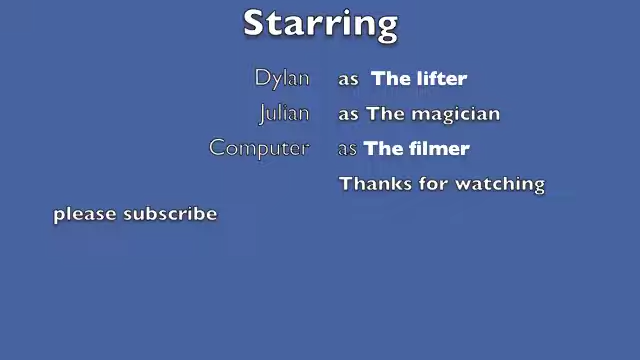 Starring
Dylan as The lifter
Julian as The magician
Computer as The filmer
Thanks for watching
please subscribe